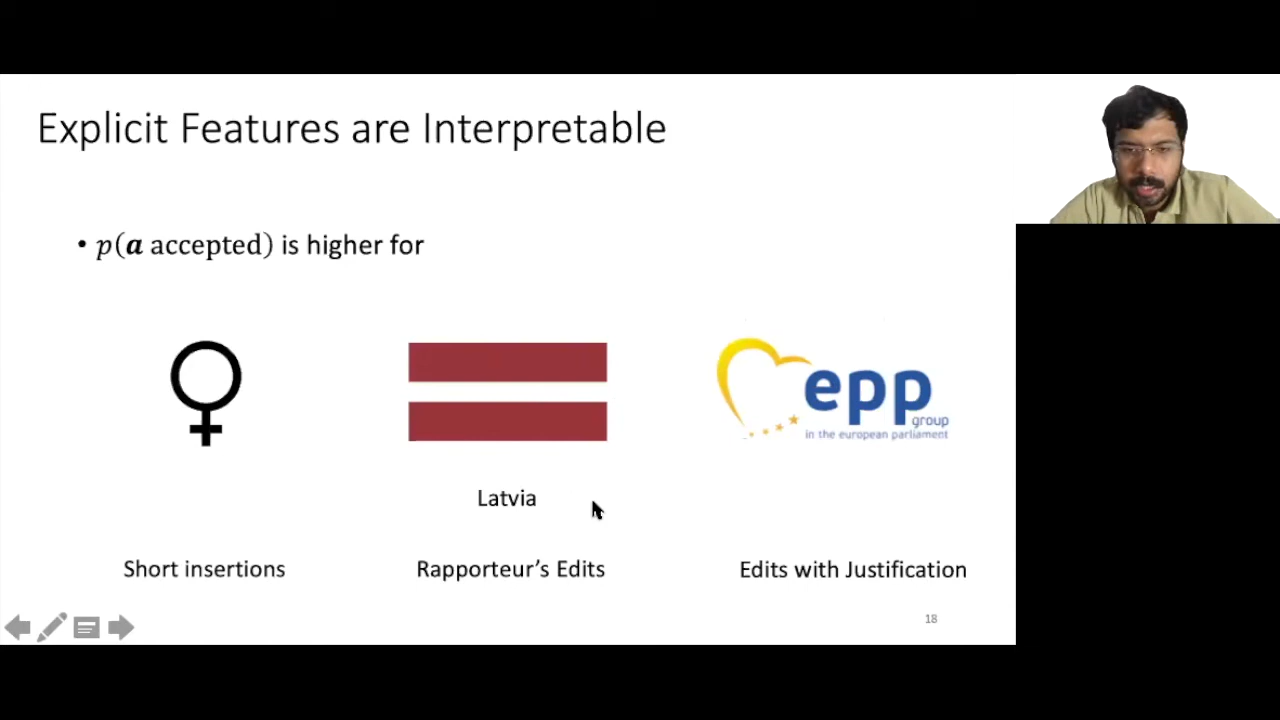 Explicit Features are Interpretable
• p(a accepted) is higher for
epp
group
in the european parliament
Latvia
Short insertions
Rapporteur’s Edits
Edits with Justification
18